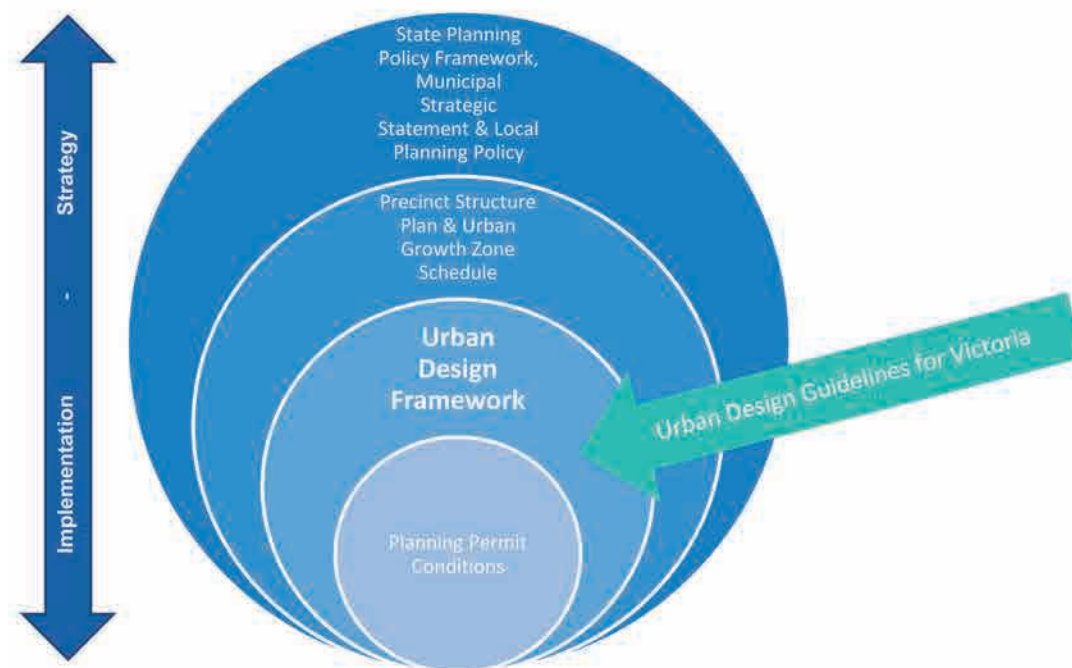 State Planning
Policy Framework,
Municipal
Strategic
Statement & Local
Planning Policy
Precinct Structure
Plan & Urban
Growth Zone
Schedule
Urban
Design
Framework
Planning Permit
Conditions
Urban Design Guidelines for Victoria
Strategy
-
Implementation